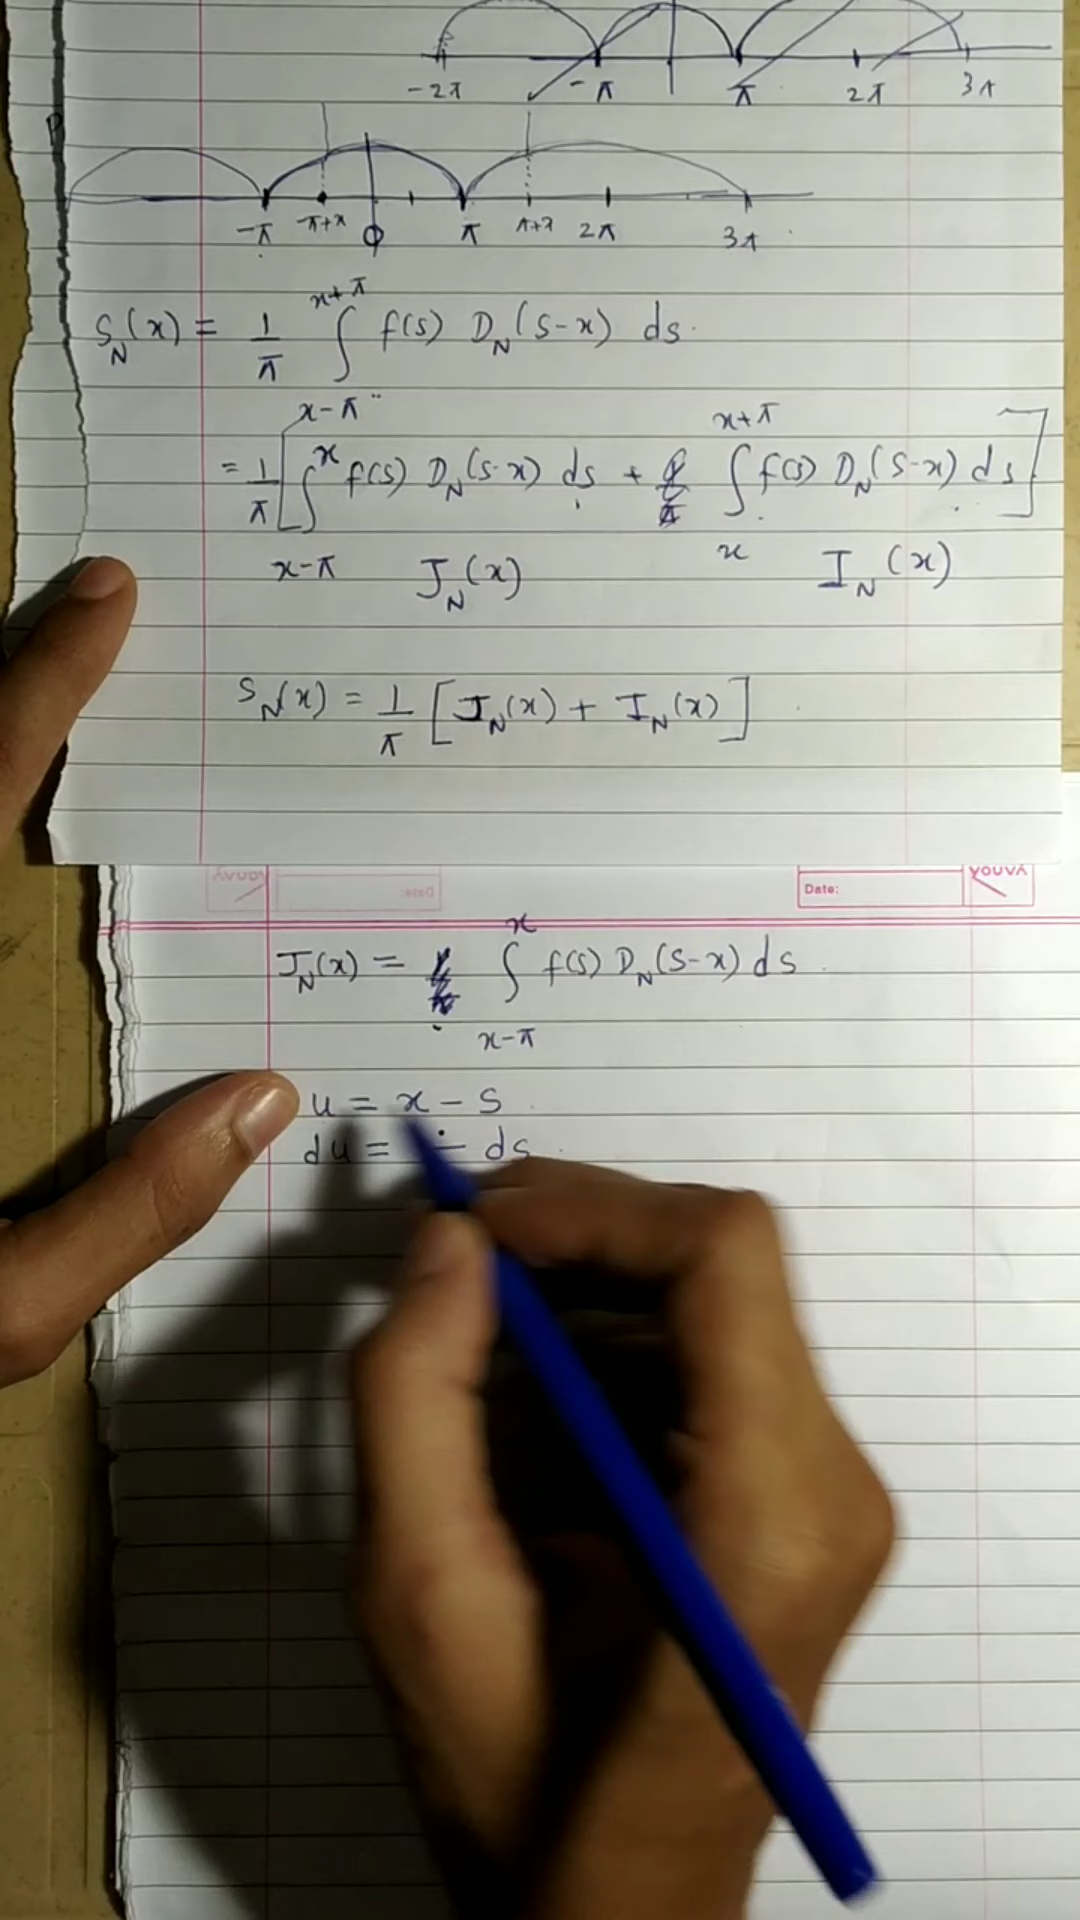 -2π -π π 2π 3π
-π -π+x 0 π π+x 2π 3π
S_N(x) = 1/π ∫_{x-π}^{x+π} f(s) D_N(s-x) ds.
= 1/π [∫_{x-π}^{x} f(s) D_N(s-x) ds + ∫_{x}^{x+π} f(s) D_N(s-x) ds]
J_N(x) I_N(x)
S_N(x) = 1/π [J_N(x) + I_N(x)]
Date:
YOUVA
J_N(x) = ∫_{x-π}^{x} f(s) D_N(s-x) ds
u = x - s
du = - ds